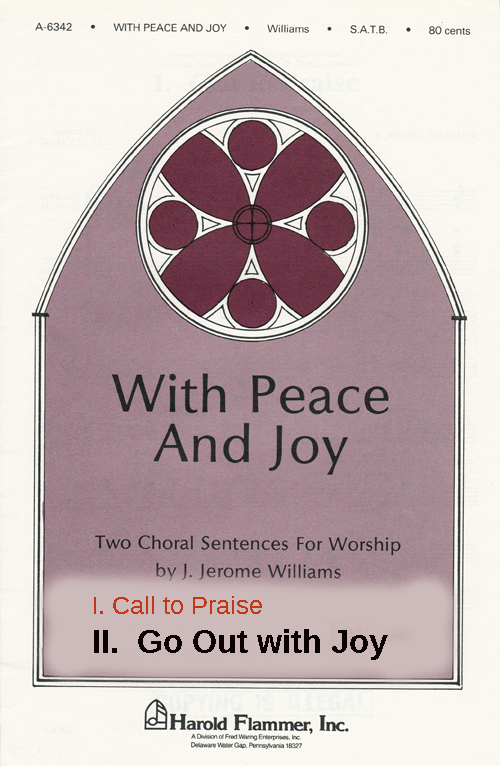 A-6342 • WITH PEACE AND JOY • Williams • S.A.T.B. • 80 cents
With Peace
And Joy
Two Choral Sentences For Worship
by J. Jerome Williams
I. Call to Praise
II. Go Out with Joy
COPYING IS ILLEGAL
Harold Flammer, Inc.
A Division of Fred Waring Enterprises, Inc.
Delaware Water Gap, Pennsylvania 18327